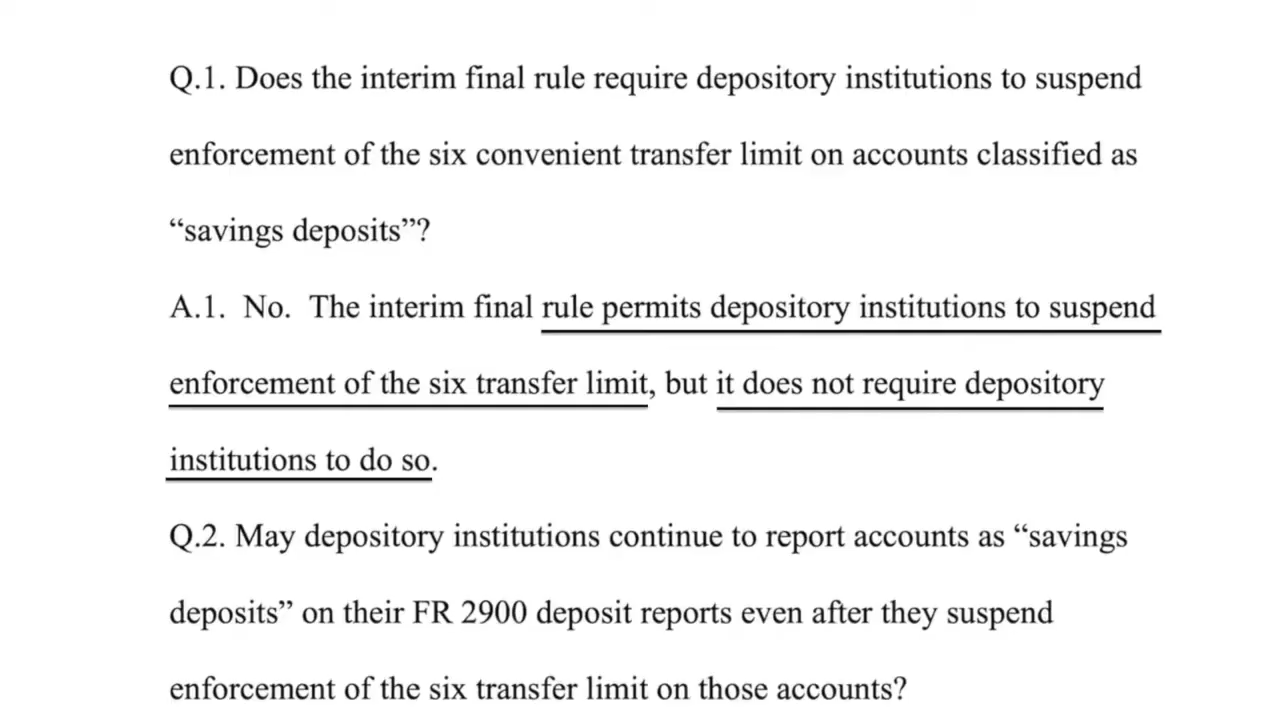 Q.1. Does the interim final rule require depository institutions to suspend
enforcement of the six convenient transfer limit on accounts classified as
“savings deposits”?
A.1.  No.  The interim final rule permits depository institutions to suspend
enforcement of the six transfer limit, but it does not require depository
institutions to do so.
Q.2. May depository institutions continue to report accounts as “savings
deposits” on their FR 2900 deposit reports even after they suspend
enforcement of the six transfer limit on those accounts?